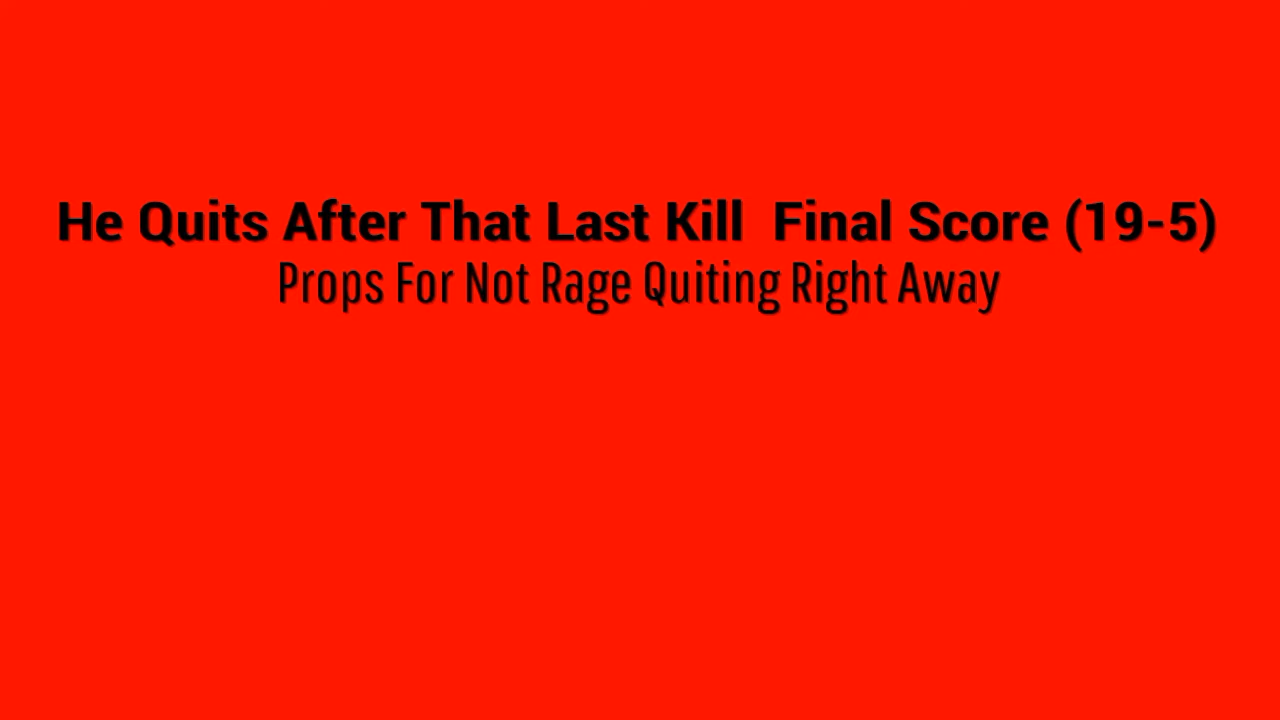 He Quits After That Last Kill  Final Score (19-5)
Props For Not Rage Quiting Right Away